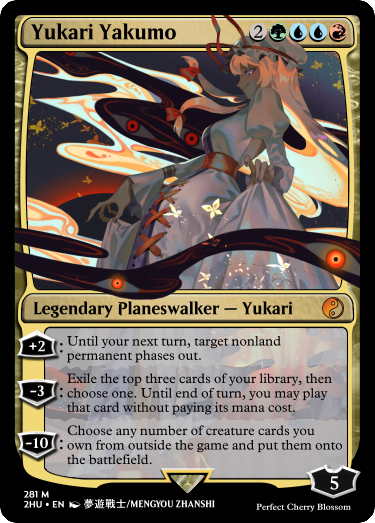 Yukari Yakumo 2
Legendary Planeswalker — Yukari
+2: Until your next turn, target nonland
permanent phases out.
-3: Exile the top three cards of your library, then
choose one. Until end of turn, you may play
that card without paying its mana cost.
-10: Choose any number of creature cards you
own from outside the game and put them onto
the battlefield.
5
281 M
2HU • EN 夢遊戰士/MENGYOU ZHANSHI
Perfect Cherry Blossom